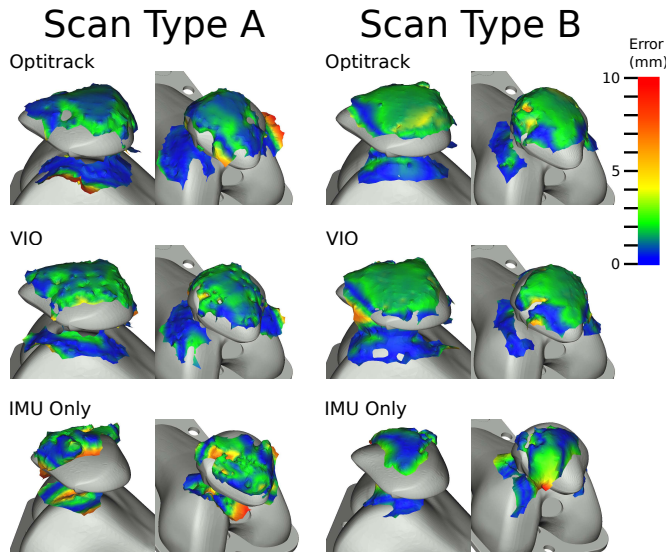 Scan Type A
Scan Type B
Optitrack
Optitrack
Error
(mm)
10
5
0
VIO
VIO
IMU Only
IMU Only